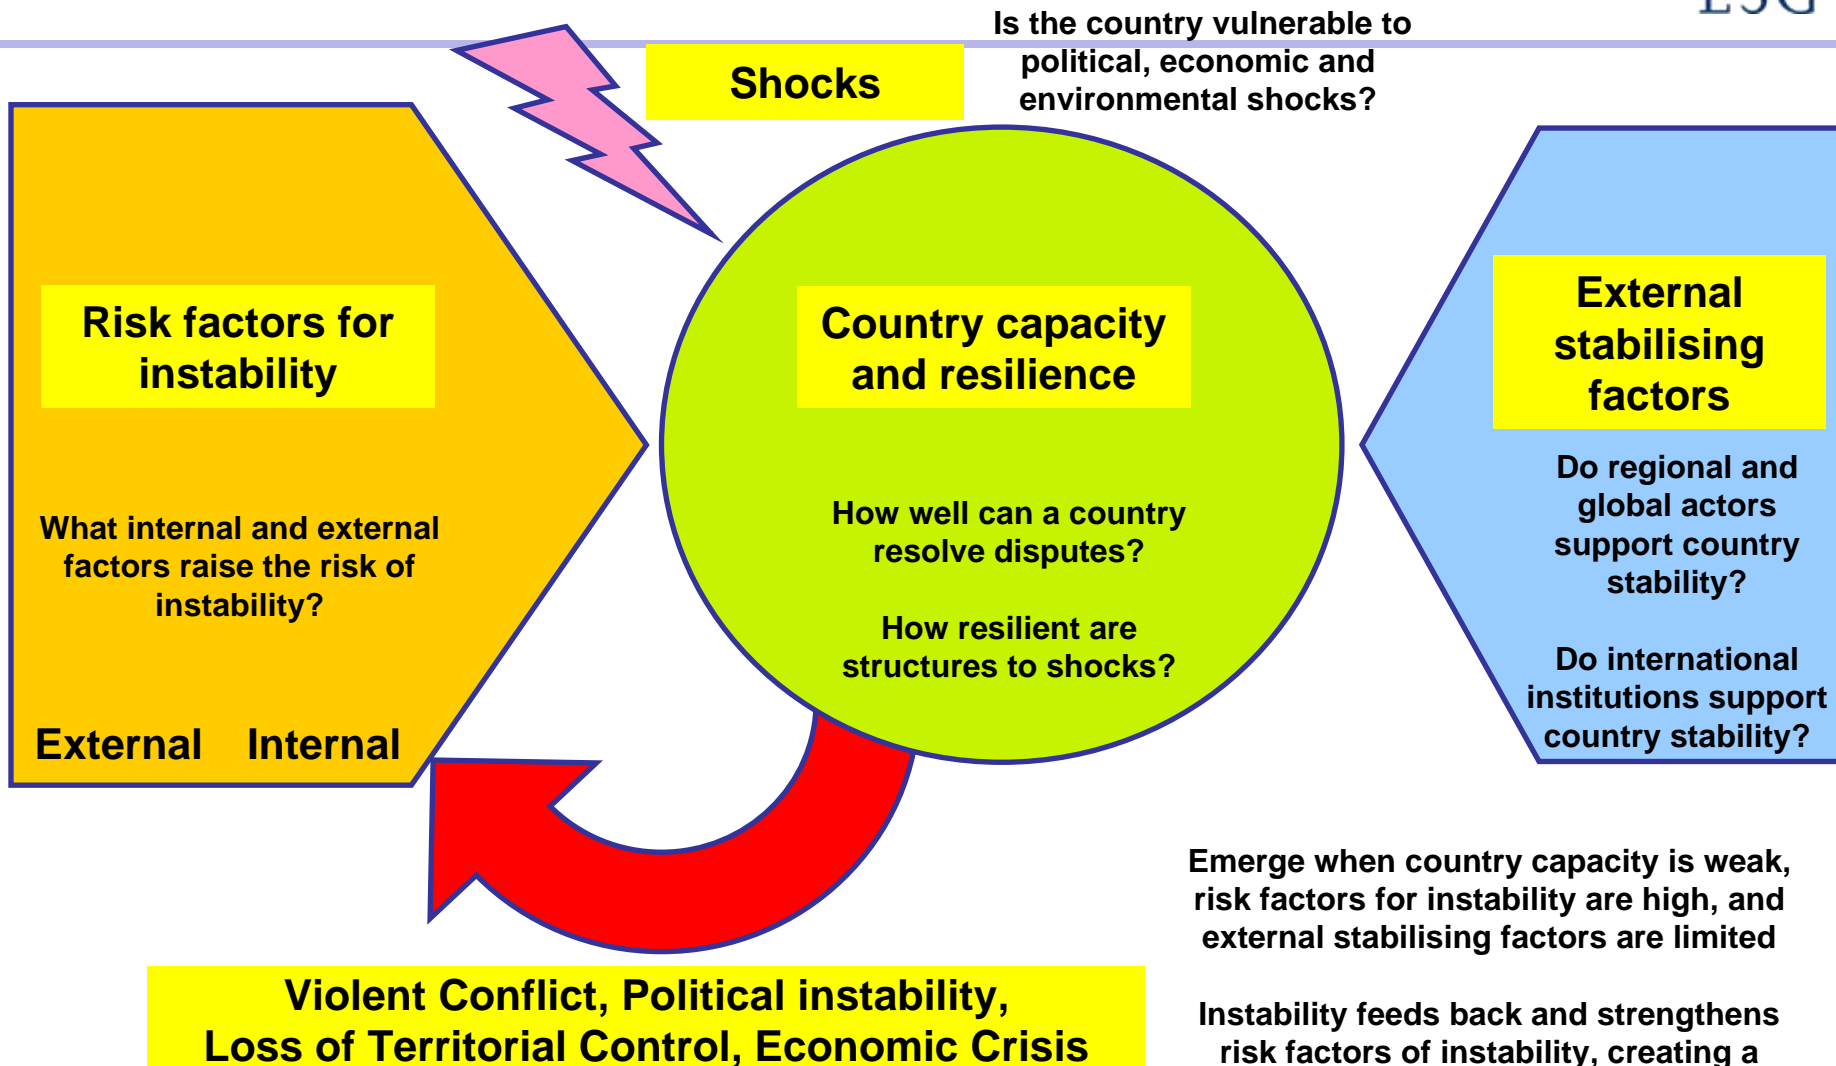 Is the country vulnerable to
political, economic and
environmental shocks?
Shocks
Risk factors for
instability
What internal and external
factors raise the risk of
instability?
External Internal
Country capacity
and resilience
How well can a country
resolve disputes?
How resilient are
structures to shocks?
External
stabilising
factors
Do regional and
global actors
support country
stability?
Do international
institutions support
country stability?
Violent Conflict, Political instability,
Loss of Territorial Control, Economic Crisis
Emerge when country capacity is weak,
risk factors for instability are high, and
external stabilising factors are limited
Instability feeds back and strengthens
risk factors of instability, creating a